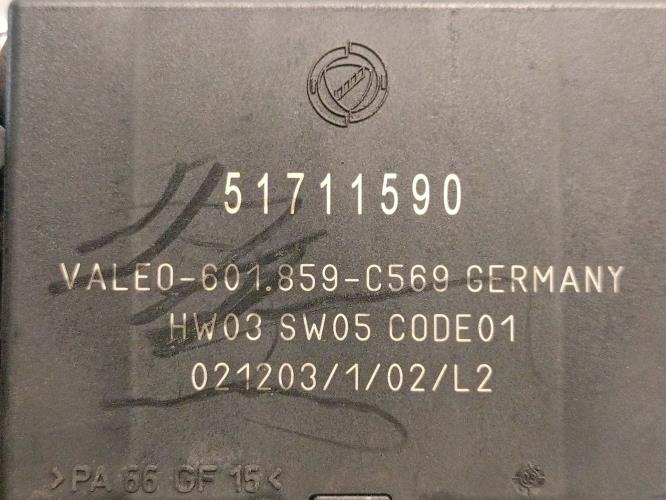 51711590
VALEO-601.859-C569 GERMANY
HW03 SW05 CODE01
021203/1/02/L2
>PA 66 GF 15<